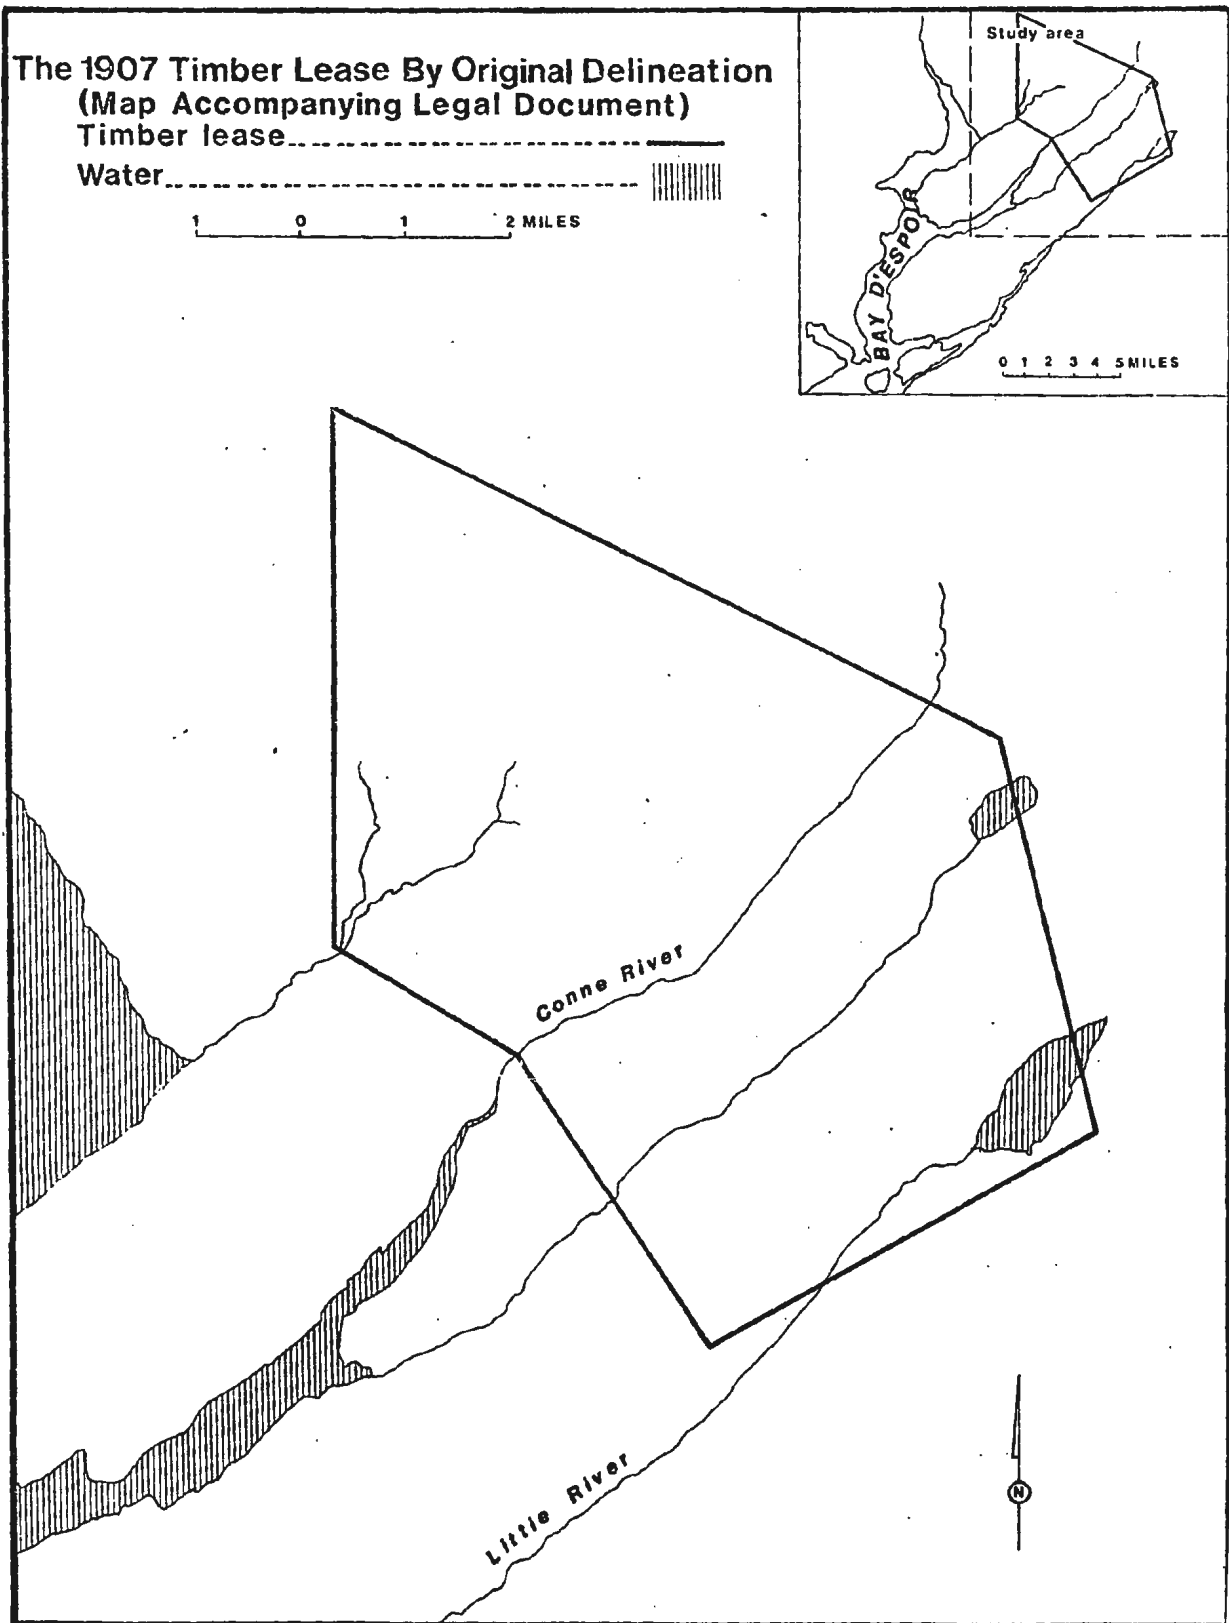 The 1907 Timber Lease By Original Delineation
(Map Accompanying Legal Document)
Timber lease
Water
1 0 1 2 MILES
Study area
BAY D'ESPOIR
0 1 2 3 4 5 MILES
Conne River
Little River
N